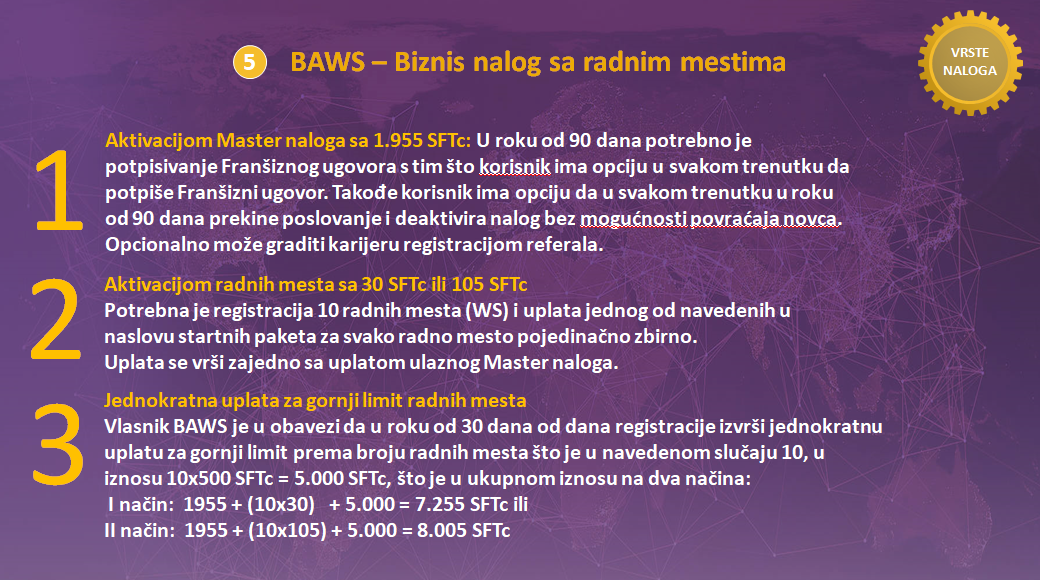 5 BAWS – Biznis nalog sa radnim mestima
VRSTE
NALOGA
1
Aktivacijom Master naloga sa 1.955 SFTc: U roku od 90 dana potrebno je
potpisivanje Franšiznog ugovora s tim što korisnik ima opciju u svakom trenutku da
potpiše Franšizni ugovor. Takođe korisnik ima opciju da u svakom trenutku u roku
od 90 dana prekine poslovanje i deaktivira nalog bez mogućnosti povraćaja novca.
Opcionalno može graditi karijeru registracijom referala.
2
Aktivacijom radnih mesta sa 30 SFTc ili 105 SFTc
Potrebna je registracija 10 radnih mesta (WS) i uplata jednog od navedenih u
naslovu startnih paketa za svako radno mesto pojedinačno zbirno.
Uplata se vrši zajedno sa uplatom ulaznog Master naloga.
3
Jednokratna uplata za gornji limit radnih mesta
Vlasnik BAWS je u obavezi da u roku od 30 dana od dana registracije izvrši jednokratnu
uplatu za gornji limit prema broju radnih mesta što je u navedenom slučaju 10, u
iznosu 10x500 SFTc = 5.000 SFTc, što je u ukupnom iznosu na dva načina:
I način: 1955 + (10x30) + 5.000 = 7.255 SFTc ili
II način: 1955 + (10x105) + 5.000 = 8.005 SFTc